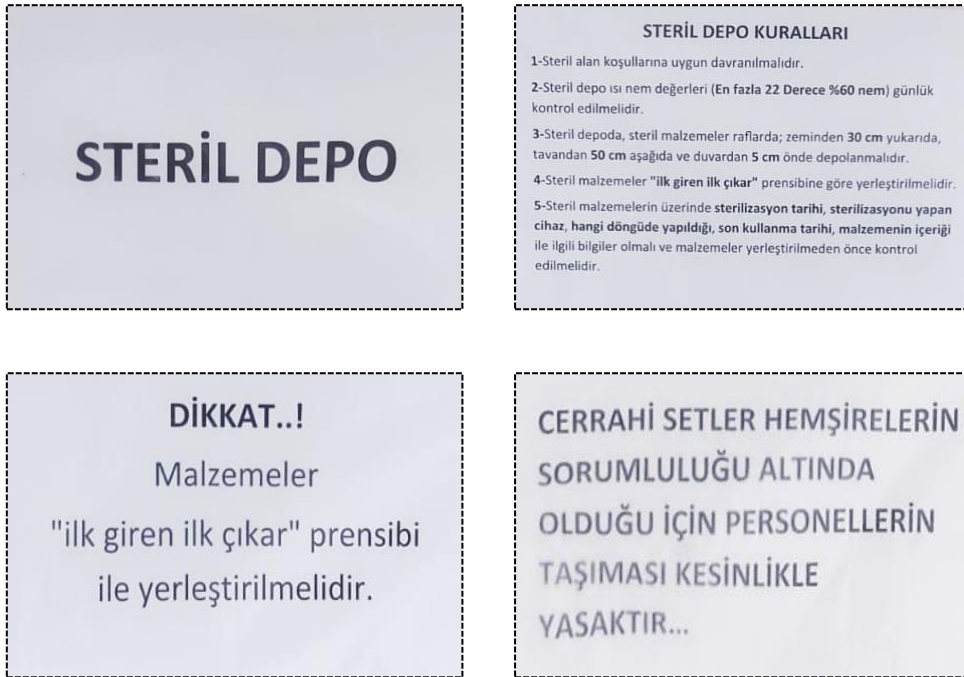 STERİL DEPO
STERİL DEPO KURALLARI
1-Steril alan koşullarına uygun davranılmalıdır.
2-Steril depo ısı nem değerleri (En fazla 22 Derece %60 nem) günlük
kontrol edilmelidir.
3-Steril depoda, steril malzemeler raflarda; zeminden 30 cm yukarıda,
tavandan 50 cm aşağıda ve duvardan 5 cm önde depolanmalıdır.
4-Steril malzemeler "ilk giren ilk çıkar" prensibine göre yerleştirilmelidir.
5-Steril malzemelerin üzerinde sterilizasyon tarihi, sterilizasyonu yapan
cihaz, hangi döngüde yapıldığı, son kullanma tarihi, malzemenin içeriği
ile ilgili bilgiler olmalı ve malzemeler yerleştirilmeden önce kontrol
edilmelidir.
DİKKAT..!
Malzemeler
"ilk giren ilk çıkar" prensibi
ile yerleştirilmelidir.
CERRAHİ SETLER HEMŞİRELERİN
SORUMLULUĞU ALTINDA
OLDUĞU İÇİN PERSONELLERİN
TAŞIMASI KESİNLİKLE
YASAKTIR...